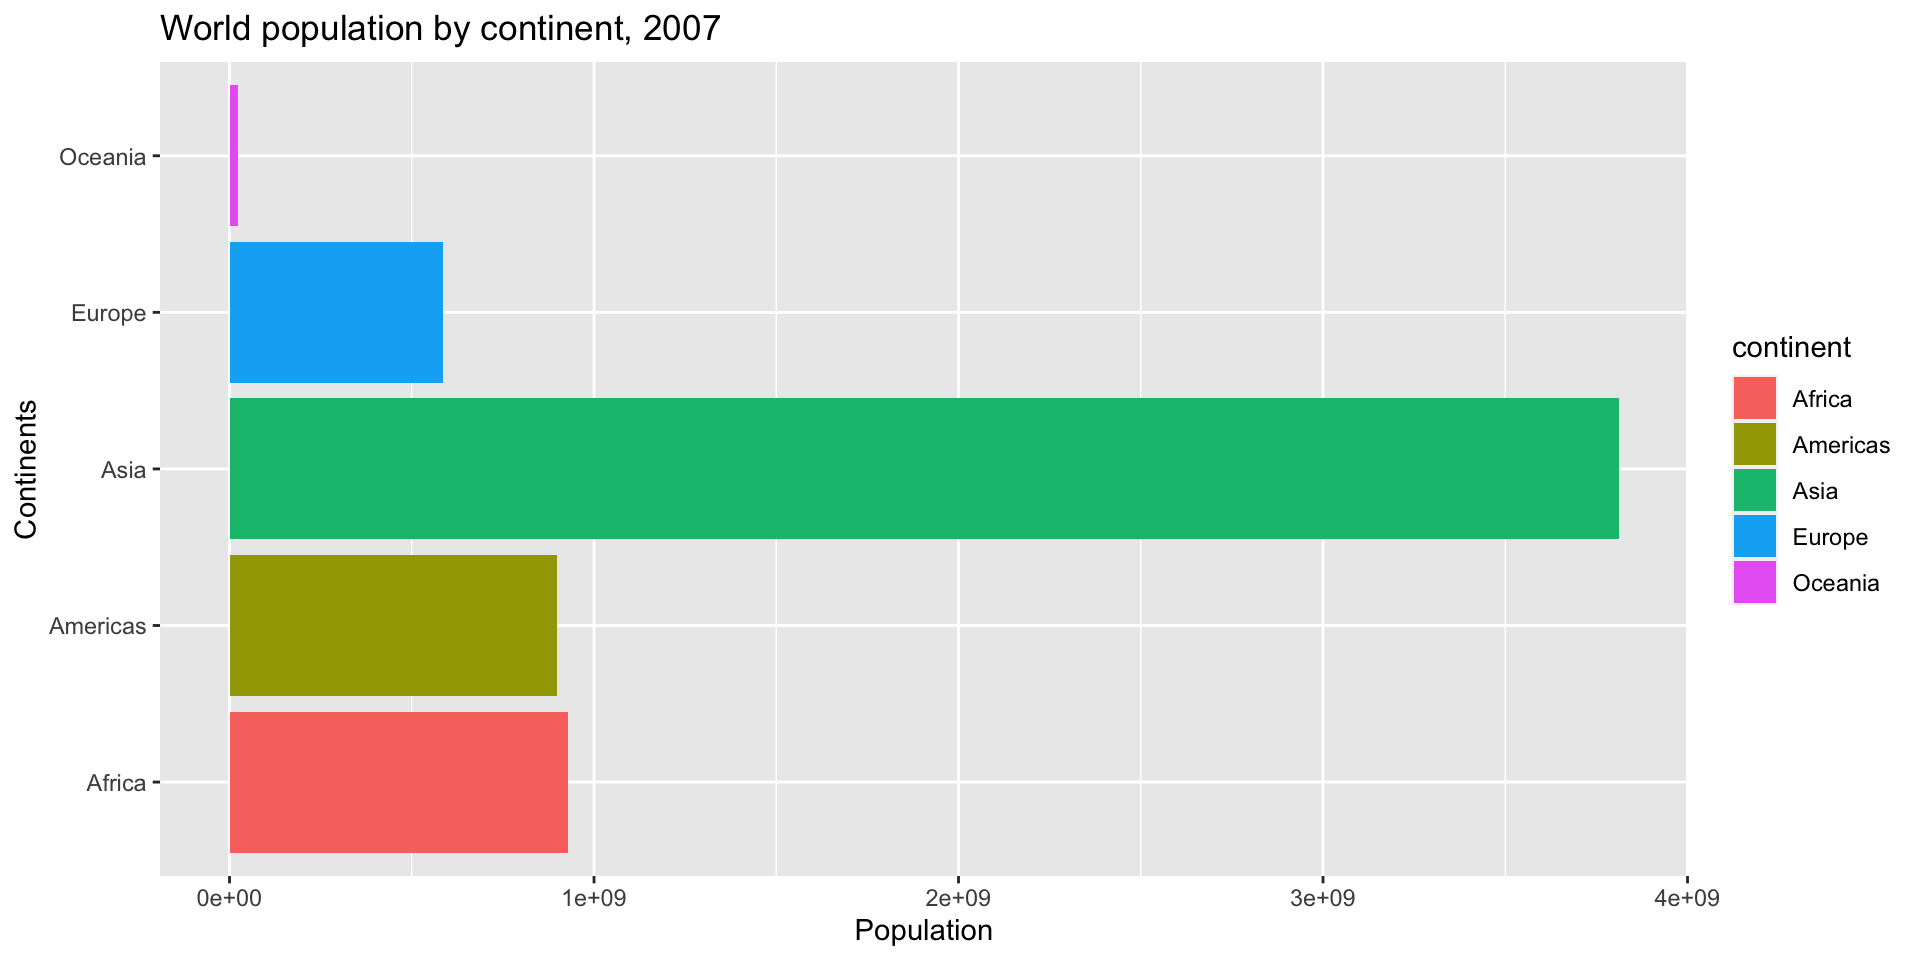 World population by continent, 2007
Oceania
Europe
Asia
Americas
Africa
Continents
0e+00 1e+09 2e+09 3e+09 4e+09
Population
continent
Africa
Americas
Asia
Europe
Oceania